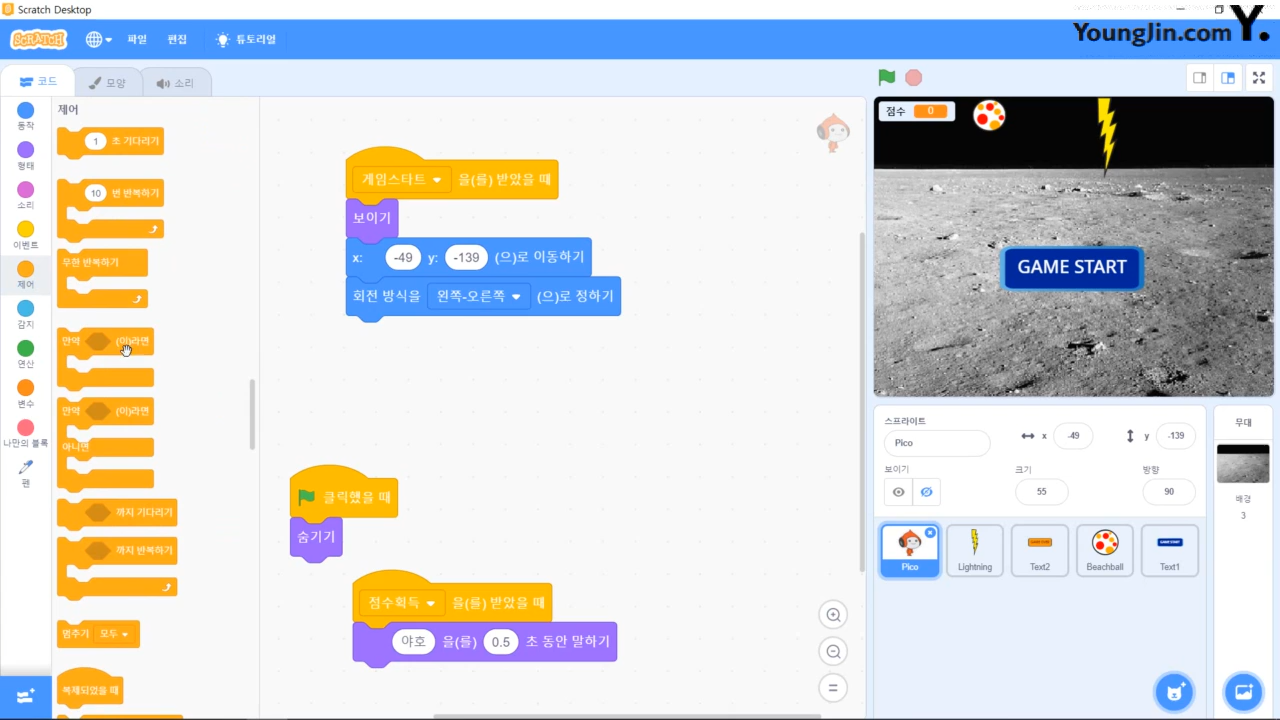 Scratch Desktop
YoungJin.com Y.
SCRATCH
파일
편집
튜토리얼
코드
모양
소리
동작
형태
소리
이벤트
제어
감지
연산
변수
나만의 블록
펜
제어
1 초 기다리기
10 번 반복하기
무한 반복하기
만약 (이)라면
만약 (이)라면
아니면
까지 기다리기
까지 반복하기
멈추기 모두
복제되었을 때
게임스타트 을(를) 받았을 때
보이기
x: -49 y: -139 (으)로 이동하기
회전 방식을 왼쪽-오른쪽 (으)로 정하기
클릭했을 때
숨기기
점수획득 을(를) 받았을 때
야호 을(를) 0.5 초 동안 말하기
점수 0
GAME START
스프라이트
Pico
x -49
y -139
보이기
크기
55
방향
90
Pico
Lightning
Text2
Beachball
Text1
GAME OVER
GAME START
무대
배경
3